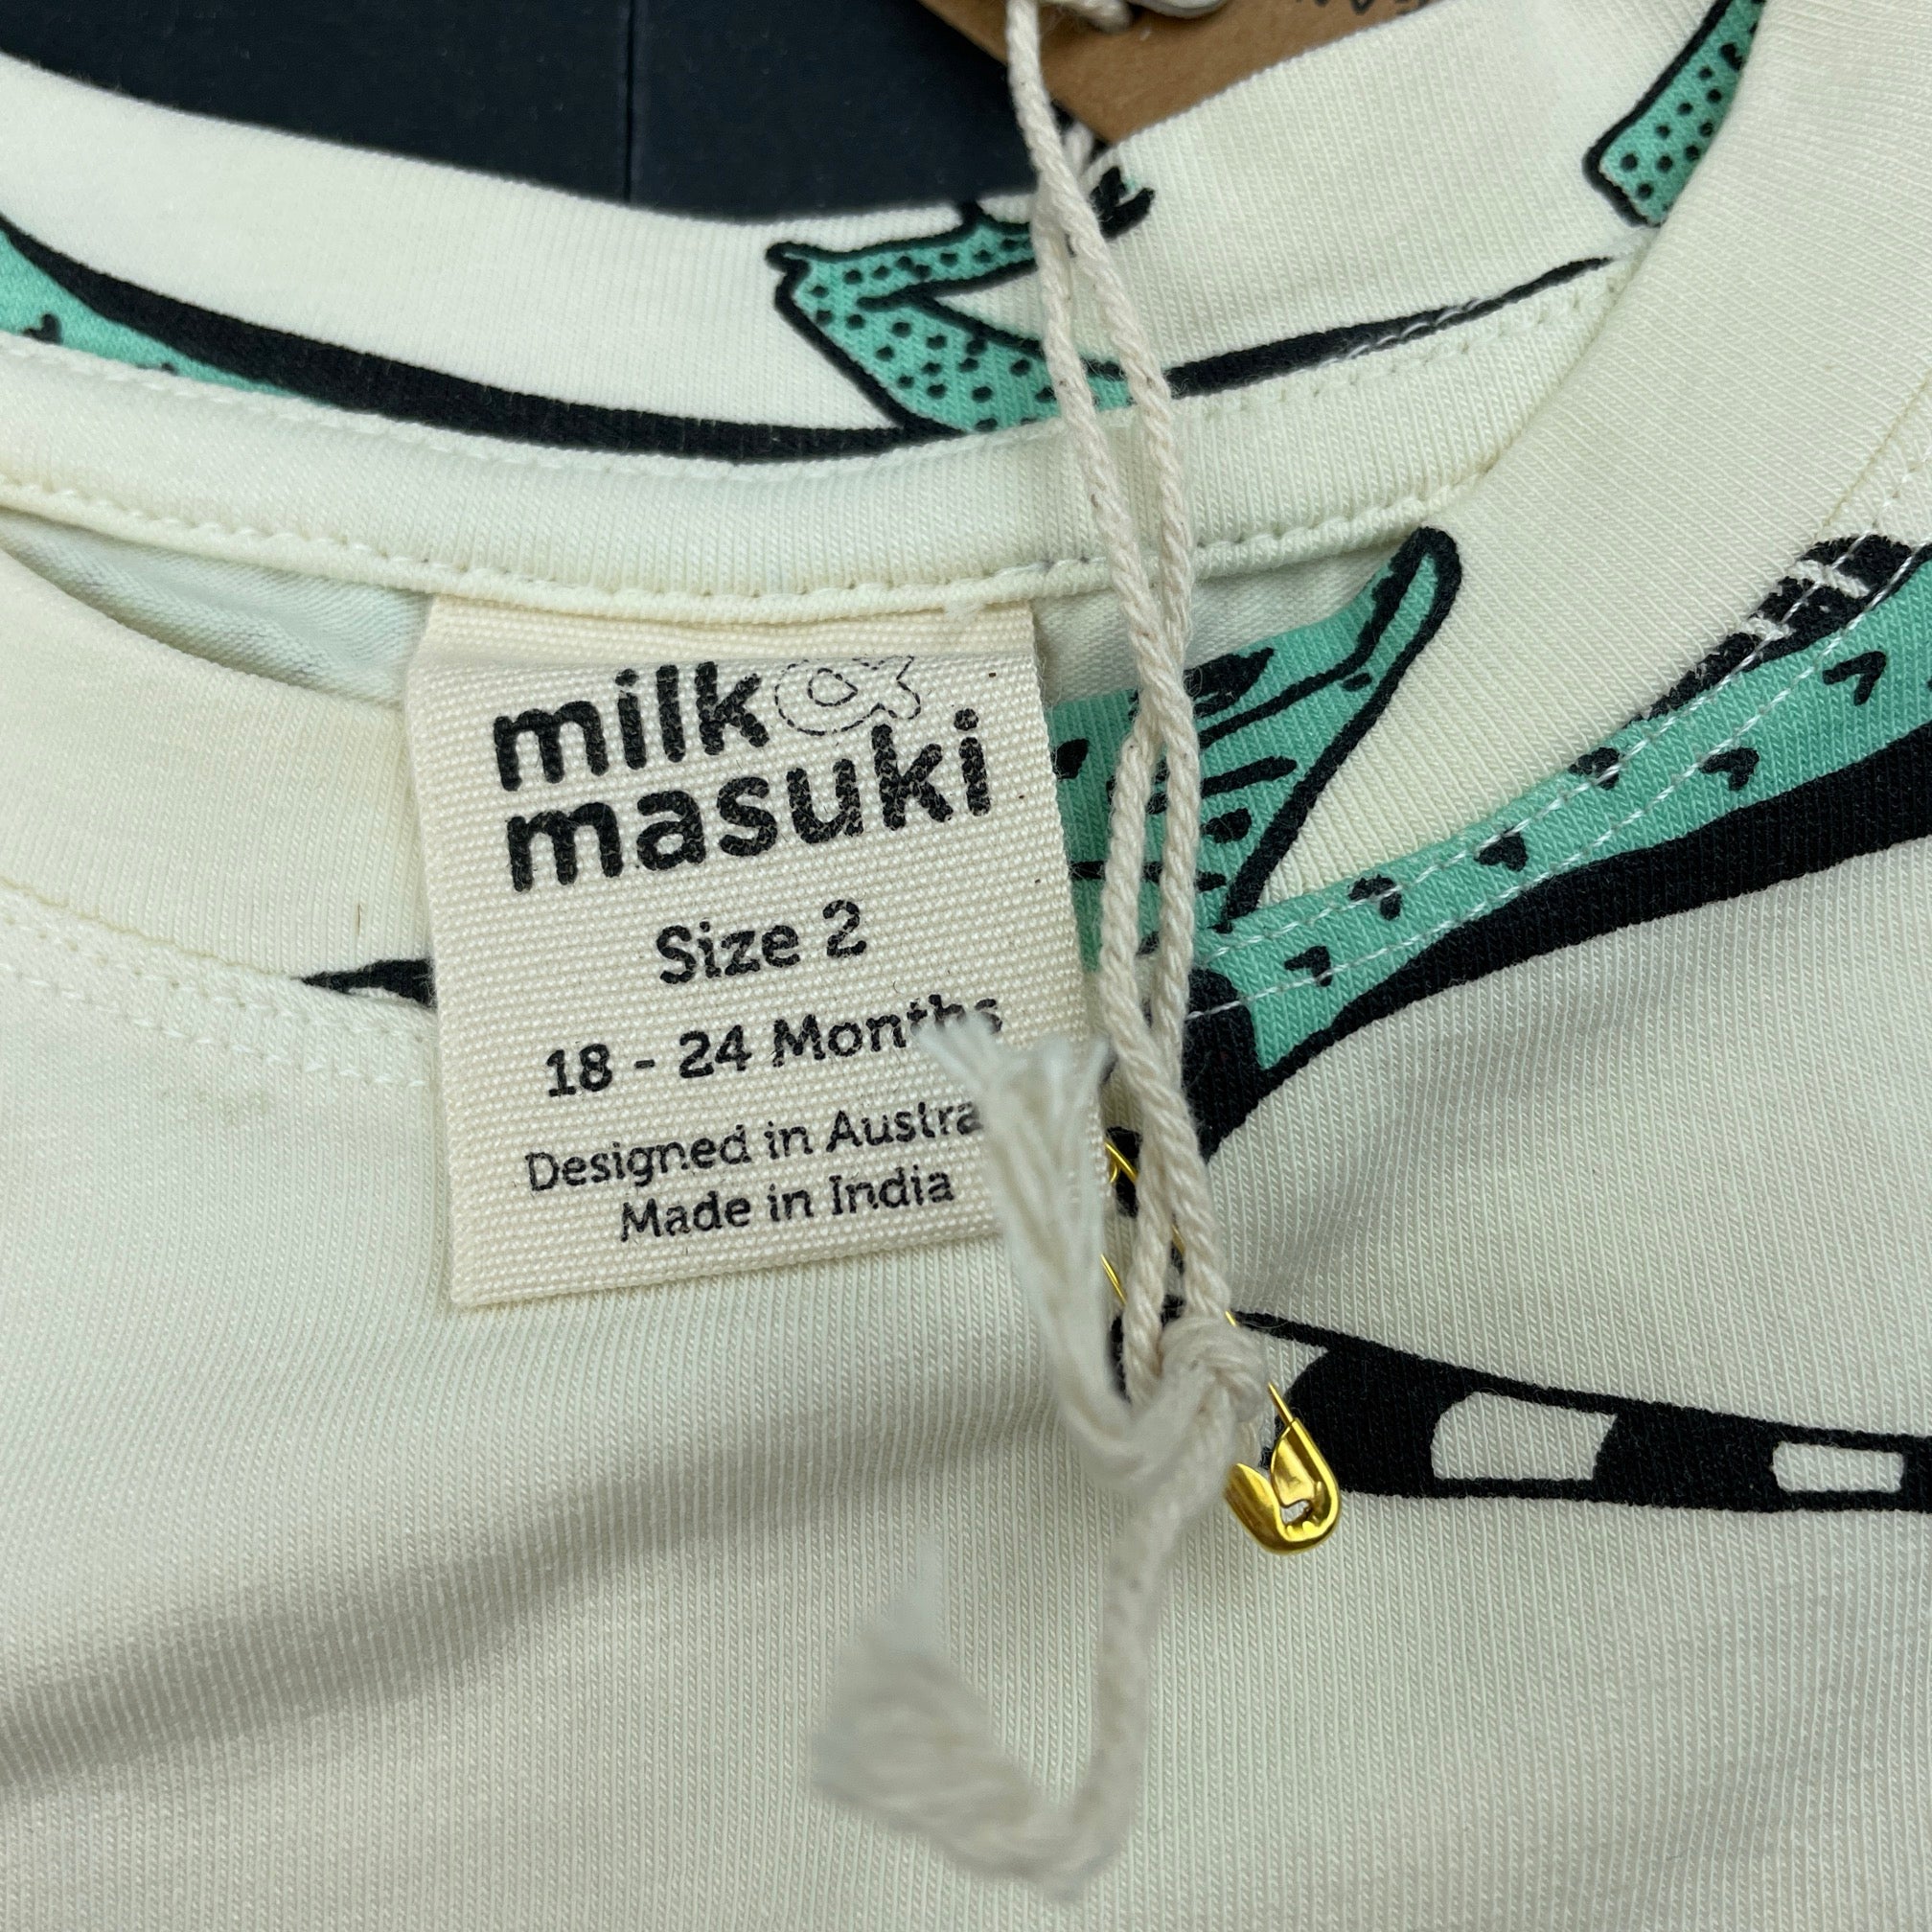 milk &
masuki
Size 2
18 - 24 Months
Designed in Austra
Made in India